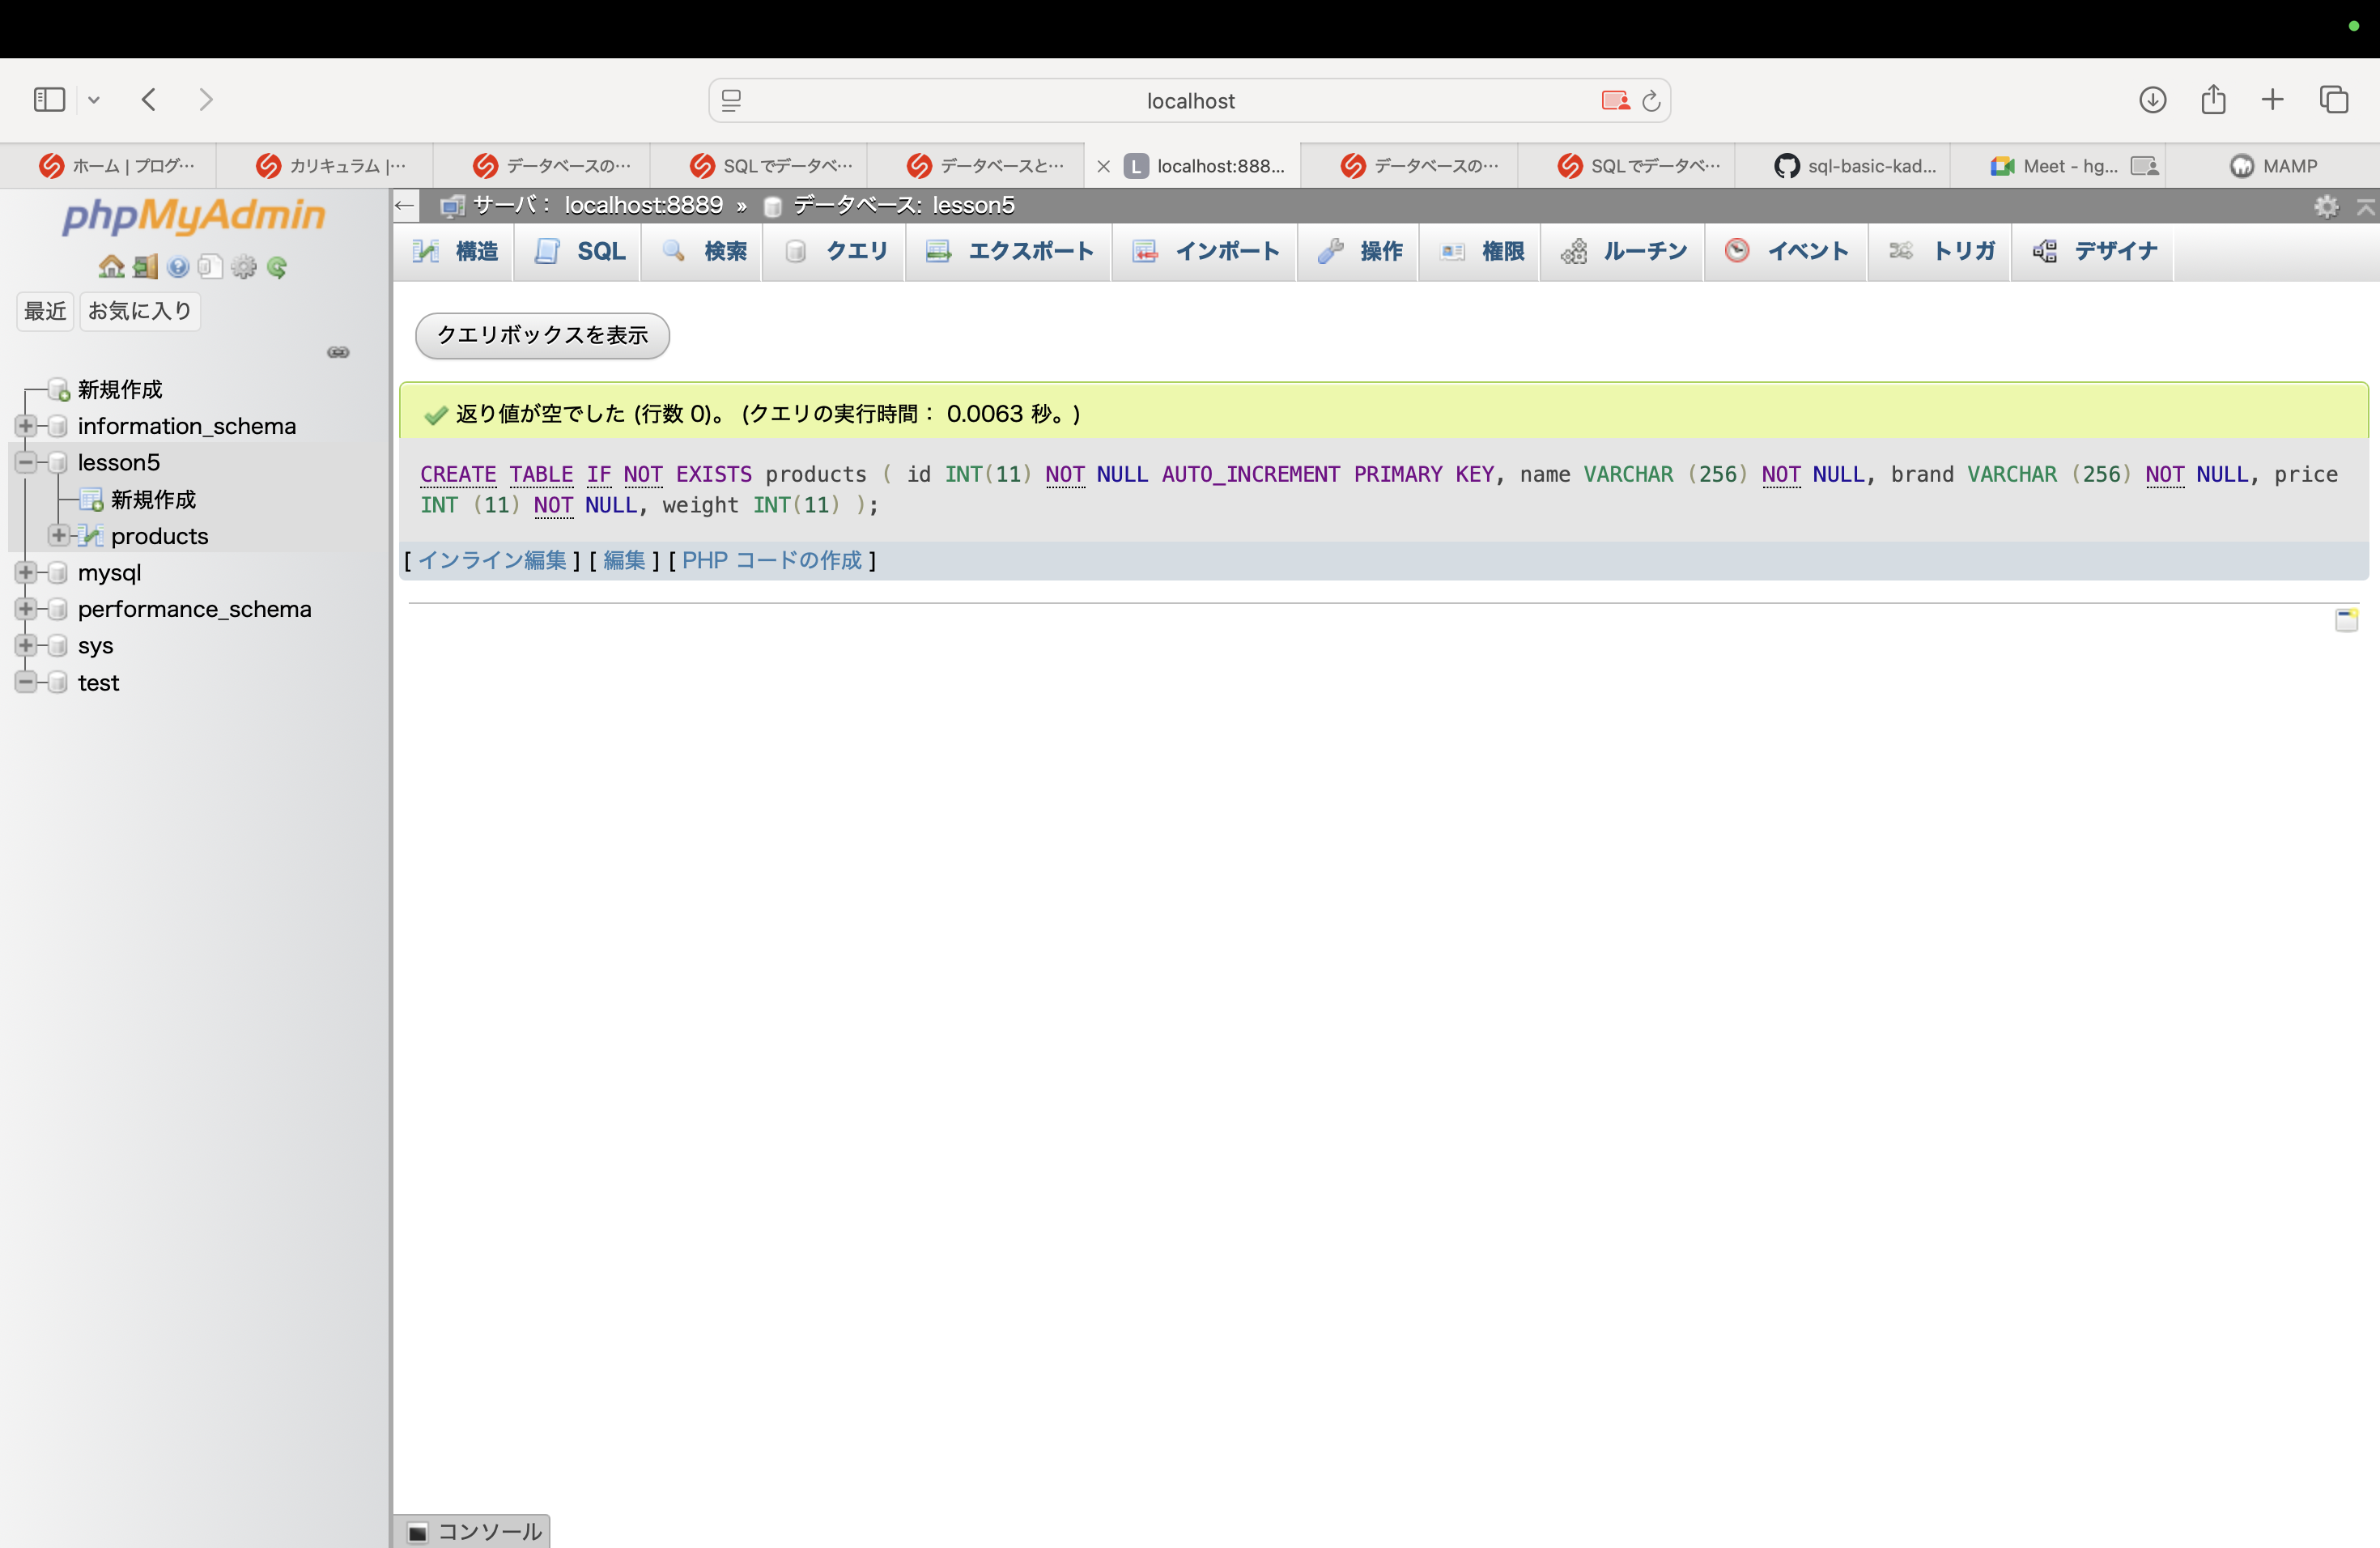 localhost
ホーム | プログ…
カリキュラム |…
データベースの…
SQLでデータベ…
データベースと…
L localhost:888...
データベースの…
SQLでデータベ…
sql-basic-kad...
Meet - hg...
MAMP
phpMyAdmin
最近 お気に入り
新規作成
information_schema
lesson5
新規作成
products
mysql
performance_schema
sys
test
サーバ: localhost:8889 » データベース: lesson5
構造 SQL 検索 クエリ エクスポート インポート 操作 権限 ルーチン イベント トリガ デザイナ
クエリボックスを表示
返り値が空でした (行数 0)。 (クエリの実行時間: 0.0063 秒。)
CREATE TABLE IF NOT EXISTS products ( id INT(11) NOT NULL AUTO_INCREMENT PRIMARY KEY, name VARCHAR (256) NOT NULL, brand VARCHAR (256) NOT NULL, price
INT (11) NOT NULL, weight INT(11) );
[ インライン編集 ] [ 編集 ] [ PHP コードの作成 ]
コンソール